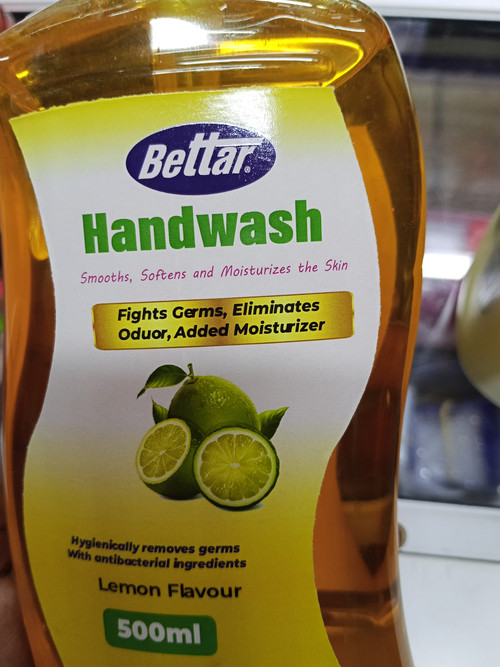 Bettar®
Handwash
Smooths, Softens and Moisturizes the Skin
Fights Germs, Eliminates
Oduor, Added Moisturizer
Hygienically removes germs
With antibacterial ingredients
Lemon Flavour
500ml